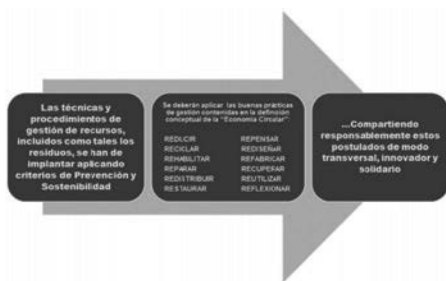 Las técnicas y
procedimientos de
gestión de recursos,
incluidos como tales los
residuos, se han de
implantar aplicando
criterios de Prevención y
Sostenibilidad
Se deberán aplicar las buenas prácticas
de gestión contenidas en la definición
conceptual de la "Economía Circular":
REDUCIR
RECICLAR
REHABILITAR
REPARAR
REDISTRIBUIR
RESTAURAR
REPENSAR
REDISEÑAR
REFABRICAR
RECUPERAR
REUTILIZAR
REFLEXIONAR
...Compartiendo
responsablemente estos
postulados de modo
transversal, innovador y
solidario